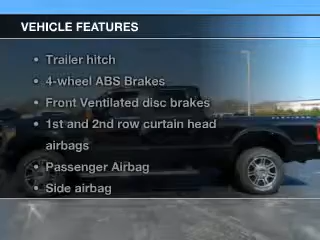 VEHICLE FEATURES
• Trailer hitch
• 4-wheel ABS Brakes
• Front Ventilated disc brakes
• 1st and 2nd row curtain head
airbags
• Passenger Airbag
• Side airbag